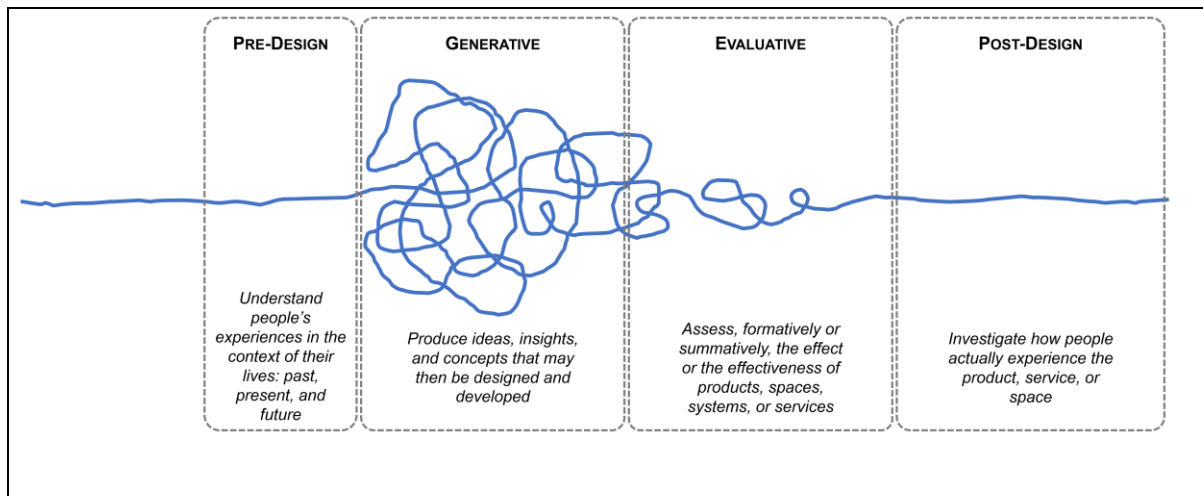 PRE-DESIGN
Understand
people's
experiences in the
context of their
lives: past,
present, and
future
GENERATIVE
Produce ideas, insights,
and concepts that may
then be designed and
developed
EVALUATIVE
Assess, formatively or
summatively, the effect
or the effectiveness of
products, spaces,
systems, or services
POST-DESIGN
Investigate how people
actually experience the
product, service, or
space